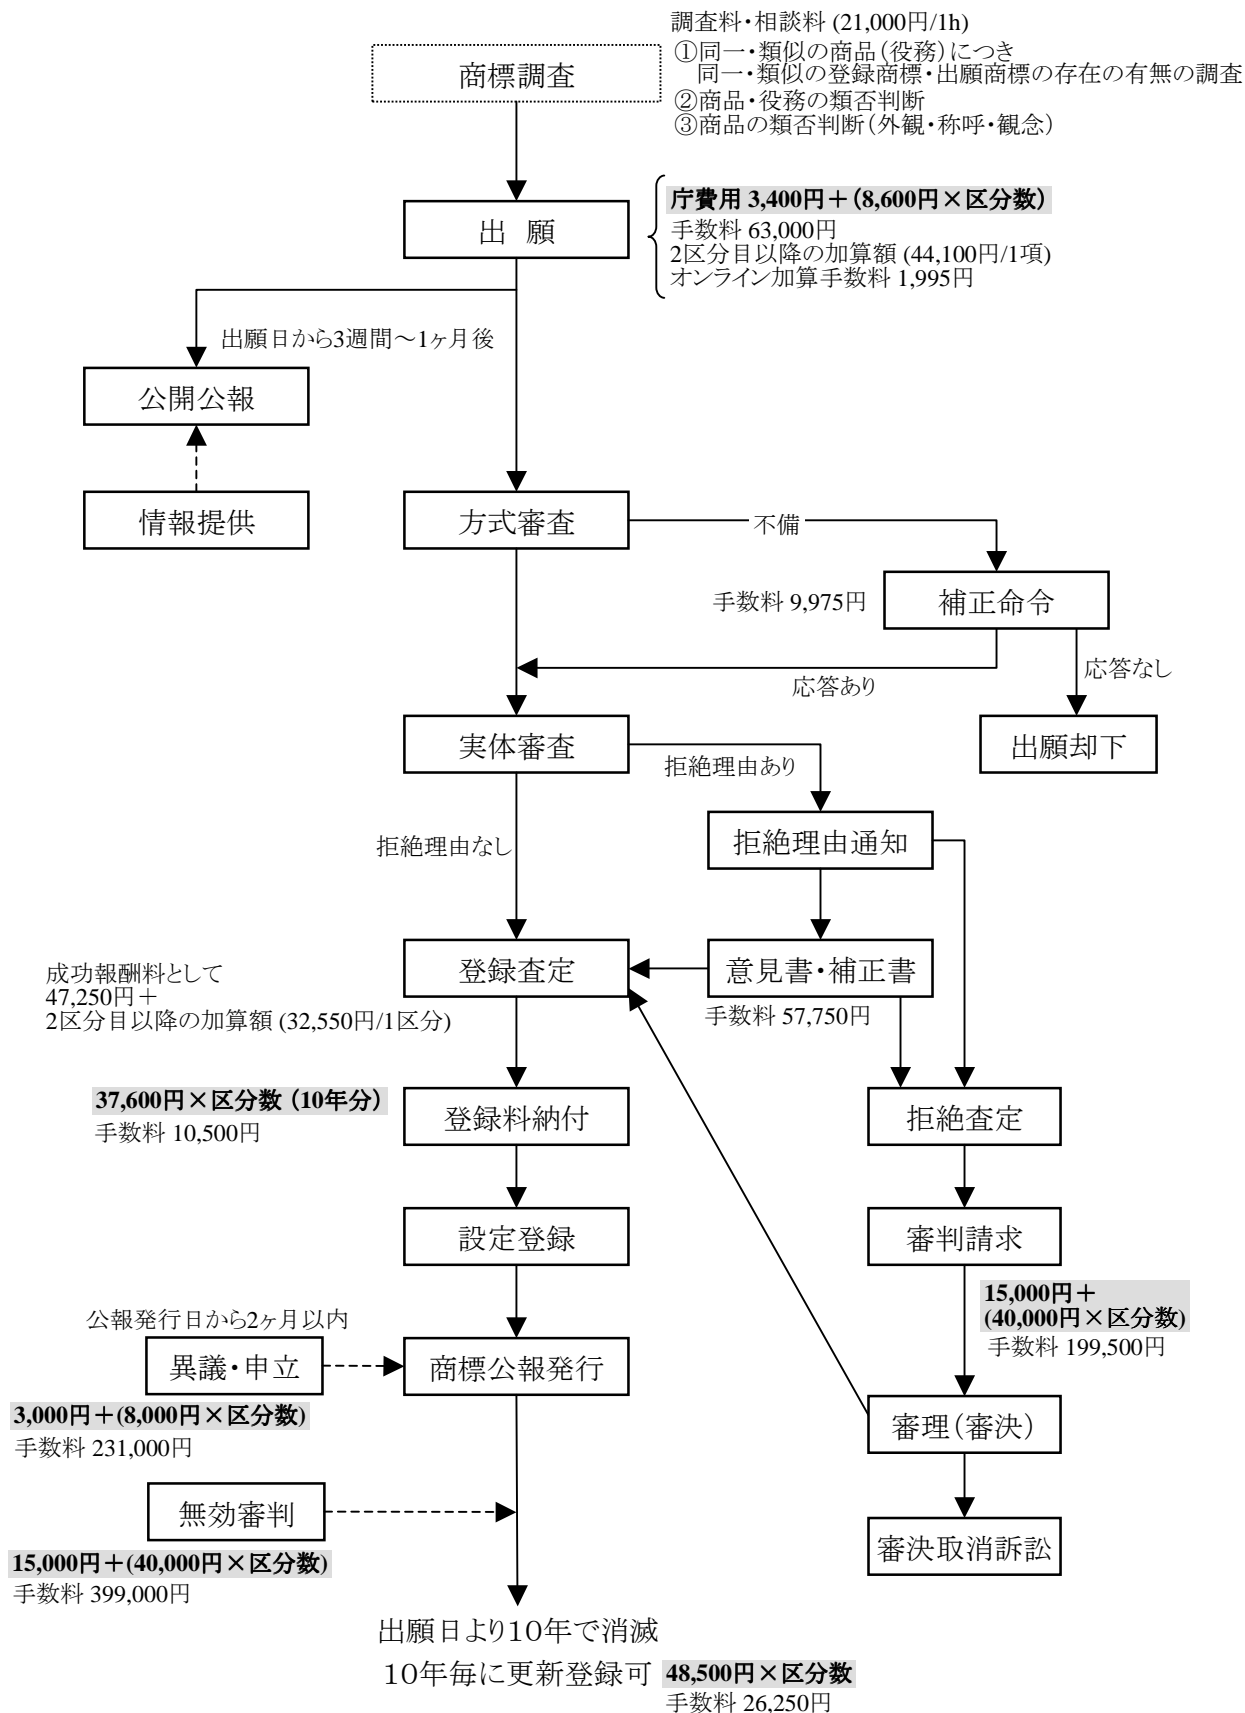 調査料・相談料 (21,000円/1h)
商標調査
①同一・類似の商品(役務)につき
同一・類似の登録商標・出願商標の存在の有無の調査
②商品・役務の類否判断
③商品の類否判断(外観・称呼・観念)
出 願
庁費用 3,400円＋(8,600円×区分数)
手数料 63,000円
2区分目以降の加算額 (44,100円/1項)
オンライン加算手数料 1,995円
出願日から3週間～1ヶ月後
公開公報
情報提供
方式審査
不備
手数料 9,975円
補正命令
応答あり
応答なし
実体審査
拒絶理由あり
出願却下
拒絶理由なし
拒絶理由通知
成功報酬料として
47,250円＋
2区分目以降の加算額 (32,550円/1区分)
登録査定
意見書・補正書
手数料 57,750円
37,600円×区分数 (10年分)
手数料 10,500円
登録料納付
拒絶査定
設定登録
審判請求
15,000円＋
(40,000円×区分数)
手数料 199,500円
公報発行日から2ヶ月以内
異議・申立
商標公報発行
3,000円＋(8,000円×区分数)
手数料 231,000円
審理(審決)
無効審判
15,000円＋(40,000円×区分数)
手数料 399,000円
審決取消訴訟
出願日より10年で消滅
10年毎に更新登録可
48,500円×区分数
手数料 26,250円